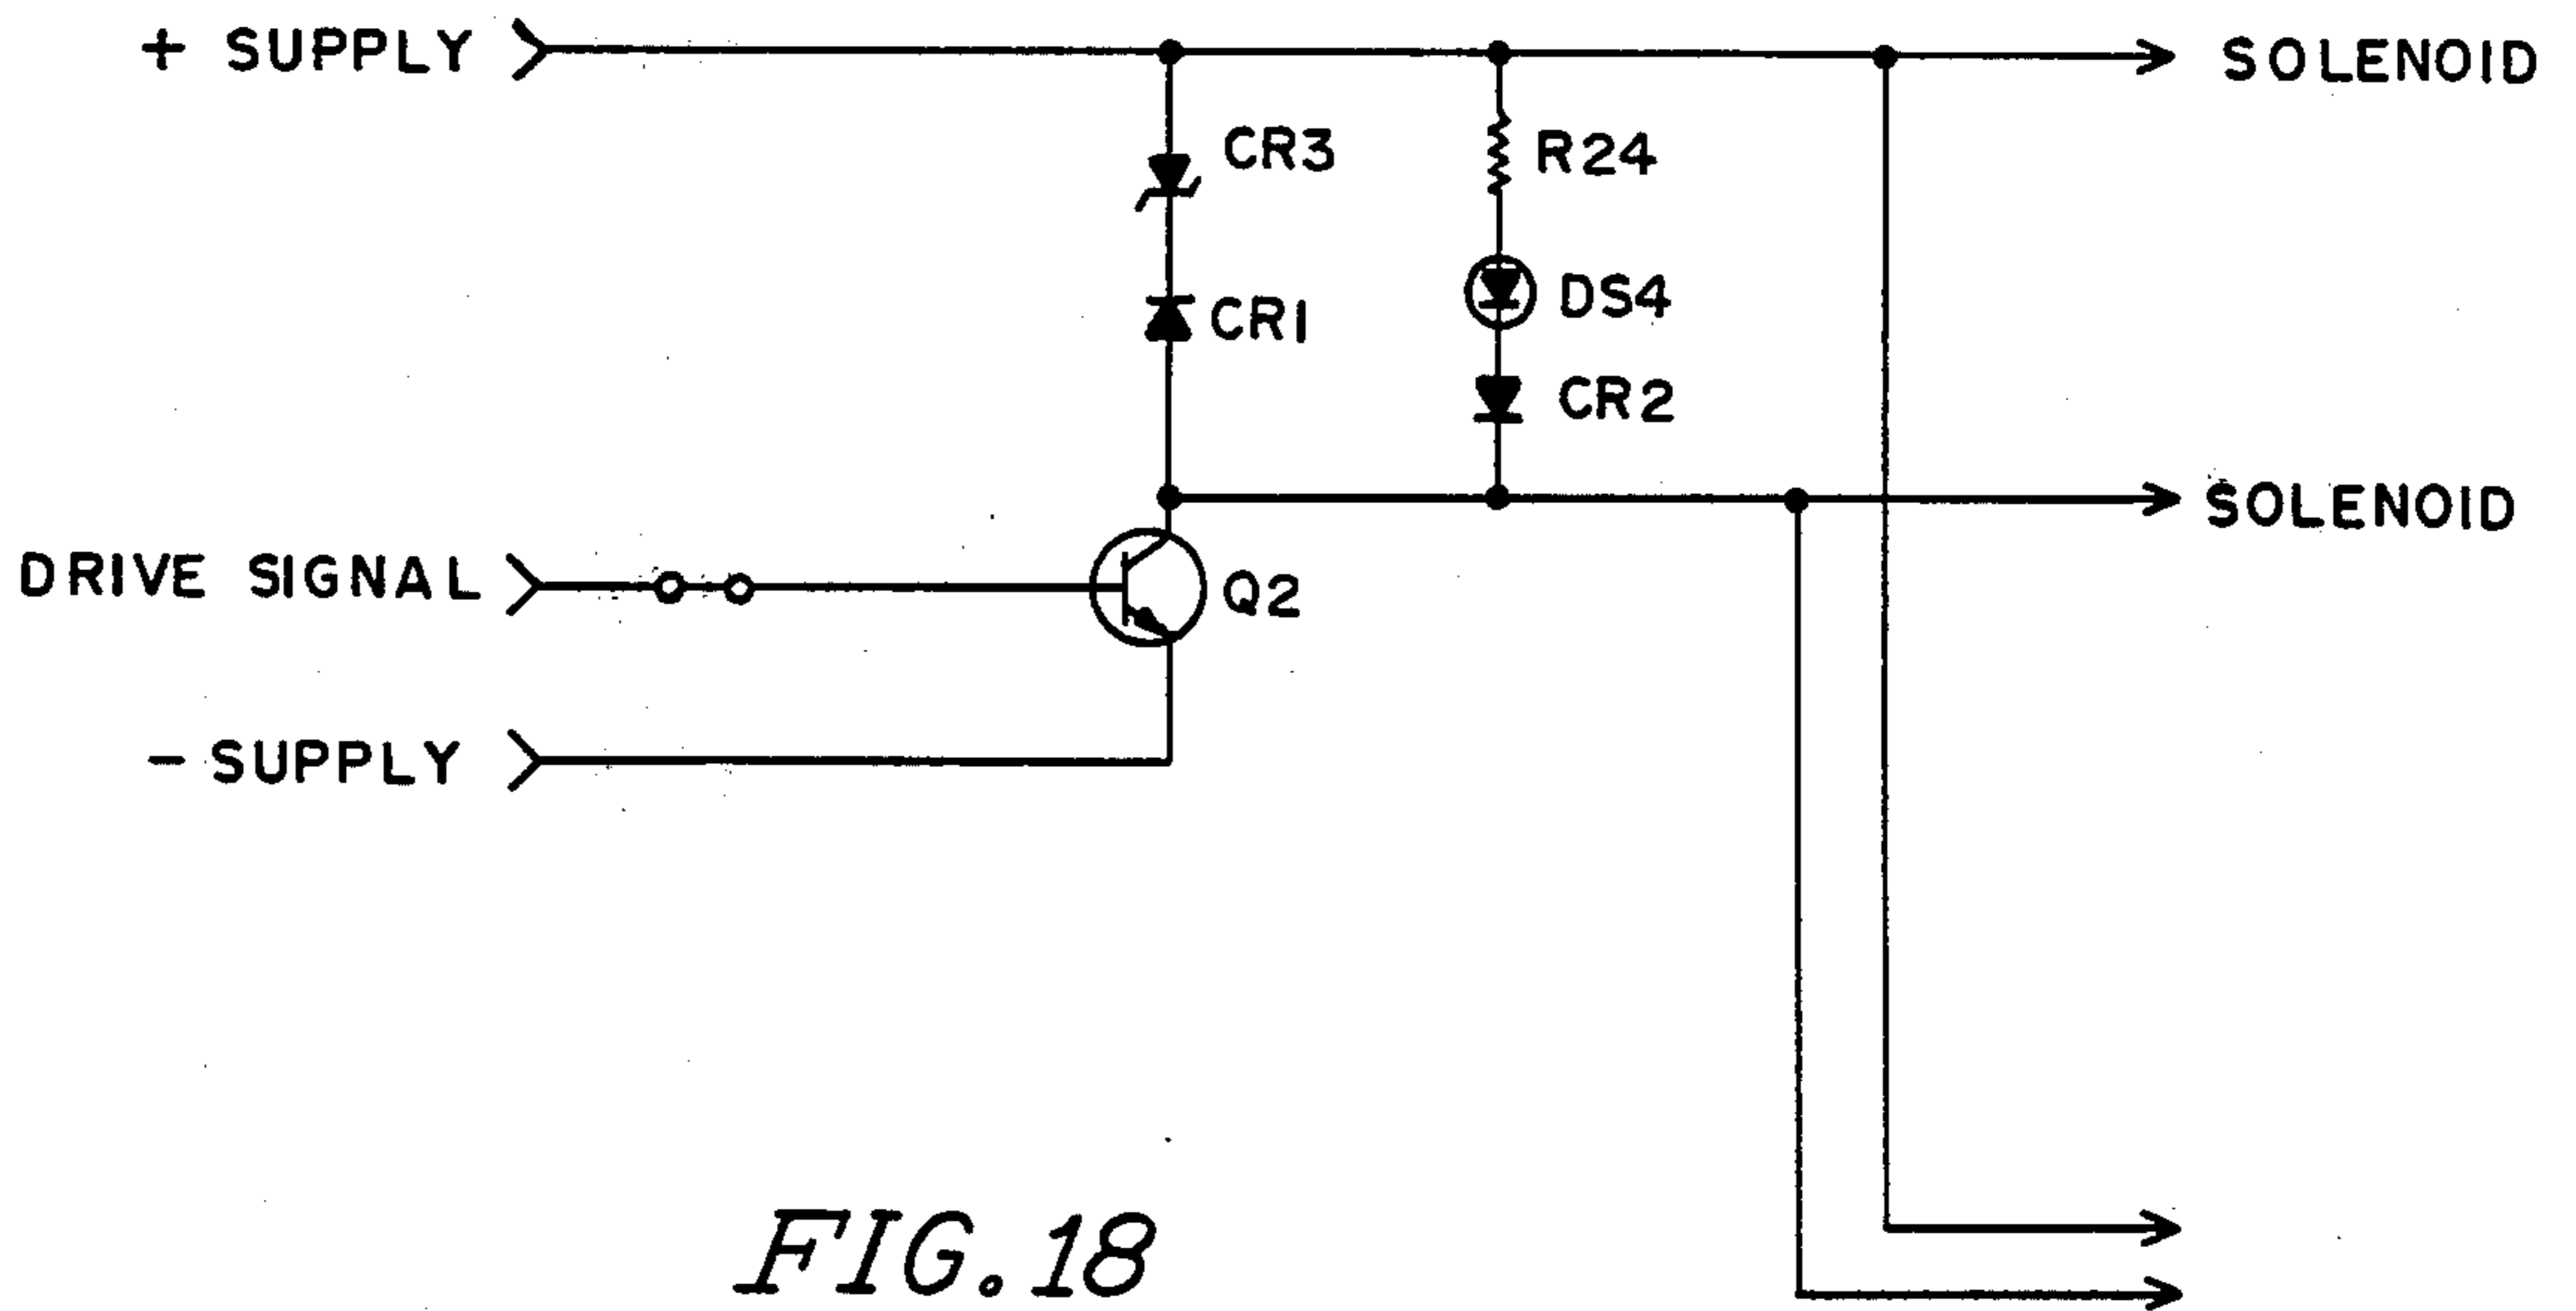 + SUPPLY
SOLENOID
CR3
R24
DS4
CR1
CR2
SOLENOID
DRIVE SIGNAL
Q2
- SUPPLY
FIG. 18